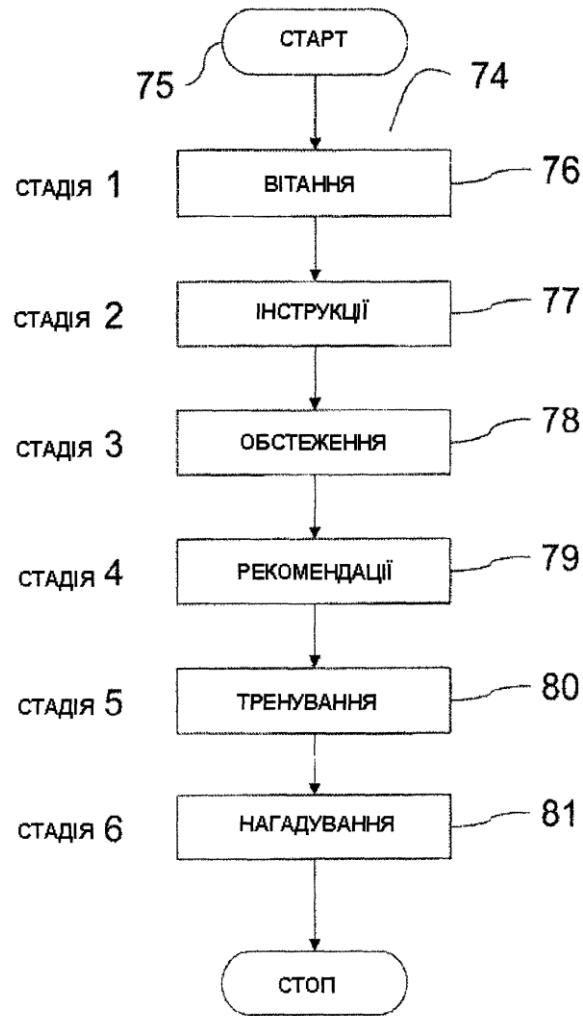 СТАРТ
75
74
СТАДІЯ 1
ВІТАННЯ
76
СТАДІЯ 2
ІНСТРУКЦІЇ
77
СТАДІЯ 3
ОБСТЕЖЕННЯ
78
СТАДІЯ 4
РЕКОМЕНДАЦІЇ
79
СТАДІЯ 5
ТРЕНУВАННЯ
80
СТАДІЯ 6
НАГАДУВАННЯ
81
СТОП